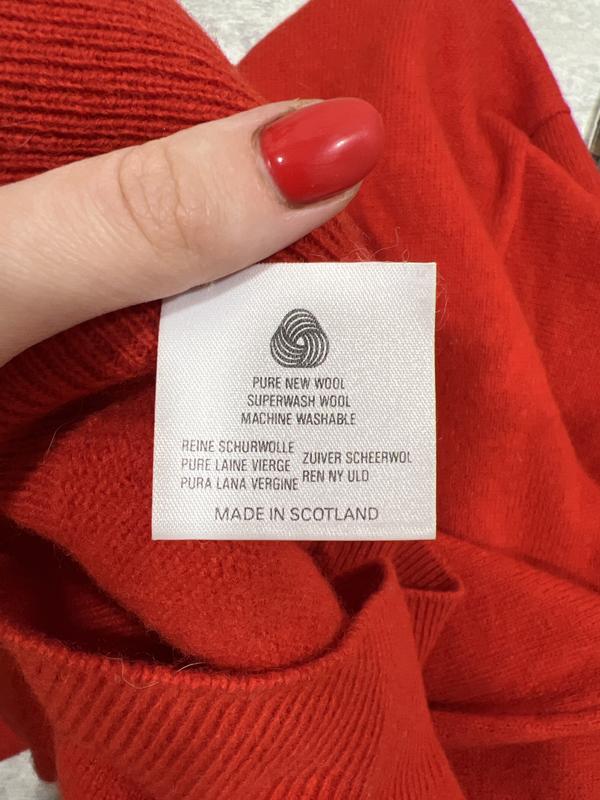 PURE NEW WOOL
SUPERWASH WOOL
MACHINE WASHABLE
REINE SCHURWOLLE
PURE LAINE VIERGE
PURA LANA VERGINE
ZUIVER SCHEERWOL
REN NY ULD
MADE IN SCOTLAND